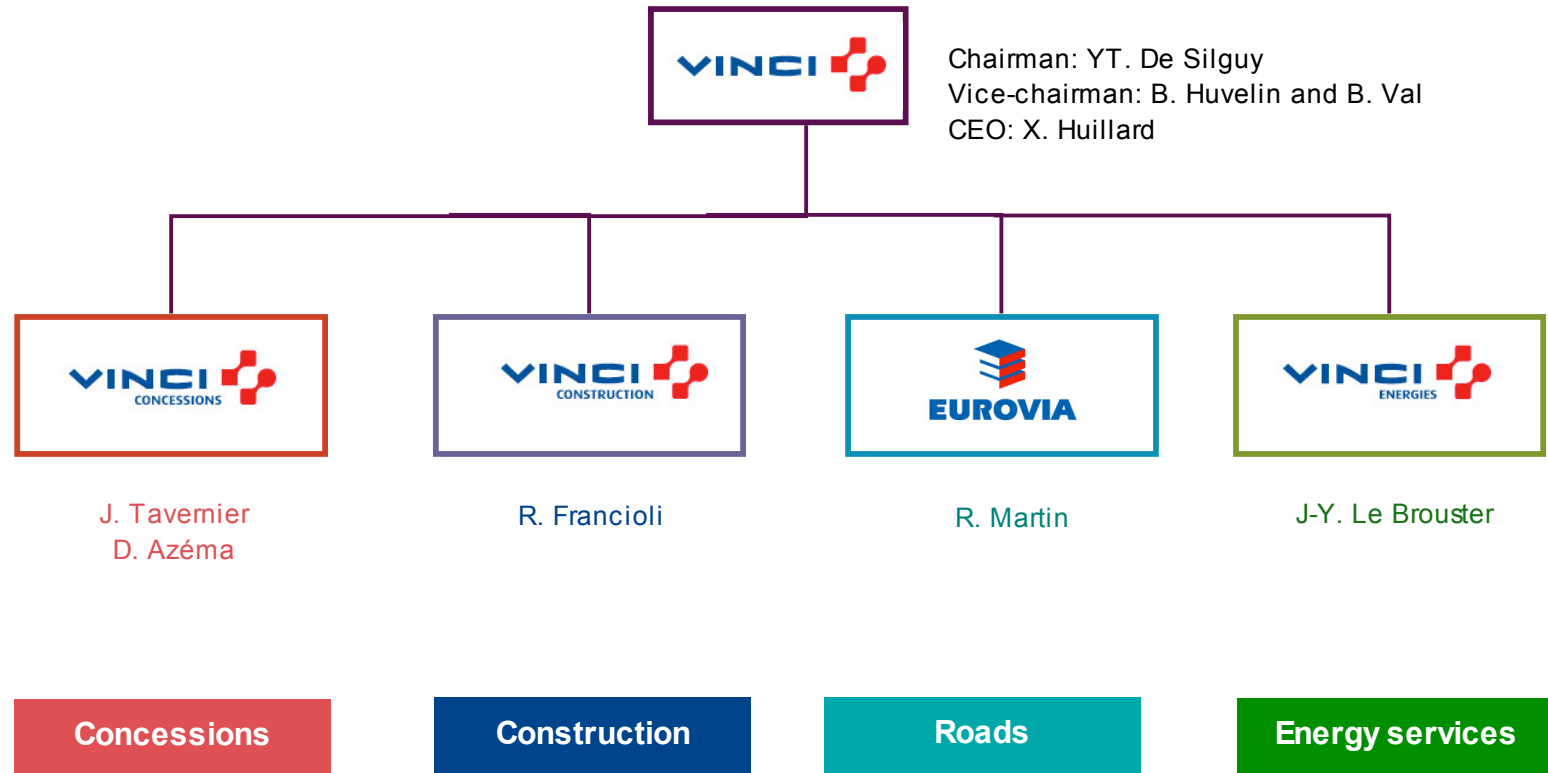 VINCI
Chairman: YT. De Silguy
Vice-chairman: B. Huvelin and B. Val
CEO: X. Huillard
VINCI
CONCESSIONS
VINCI
CONSTRUCTION
EUROVIA
VINCI
ENERGIES
J. Tavernier
D. Azéma
R. Francioli
R. Martin
J-Y. Le Brouster
Concessions
Construction
Roads
Energy services